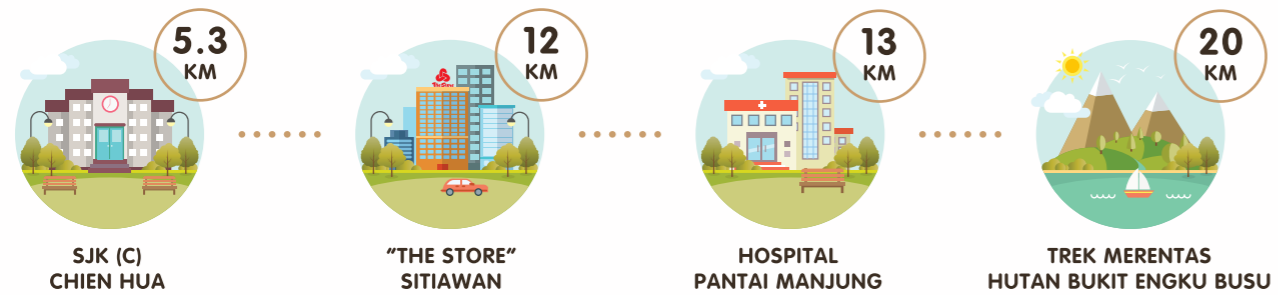 5.3
KM
12
KM
13
KM
20
KM
SJK (C)
CHIEN HUA
"THE STORE"
SITIAWAN
HOSPITAL
PANTAI MANJUNG
TREK MERENTAS
HUTAN BUKIT ENGKU BUSU